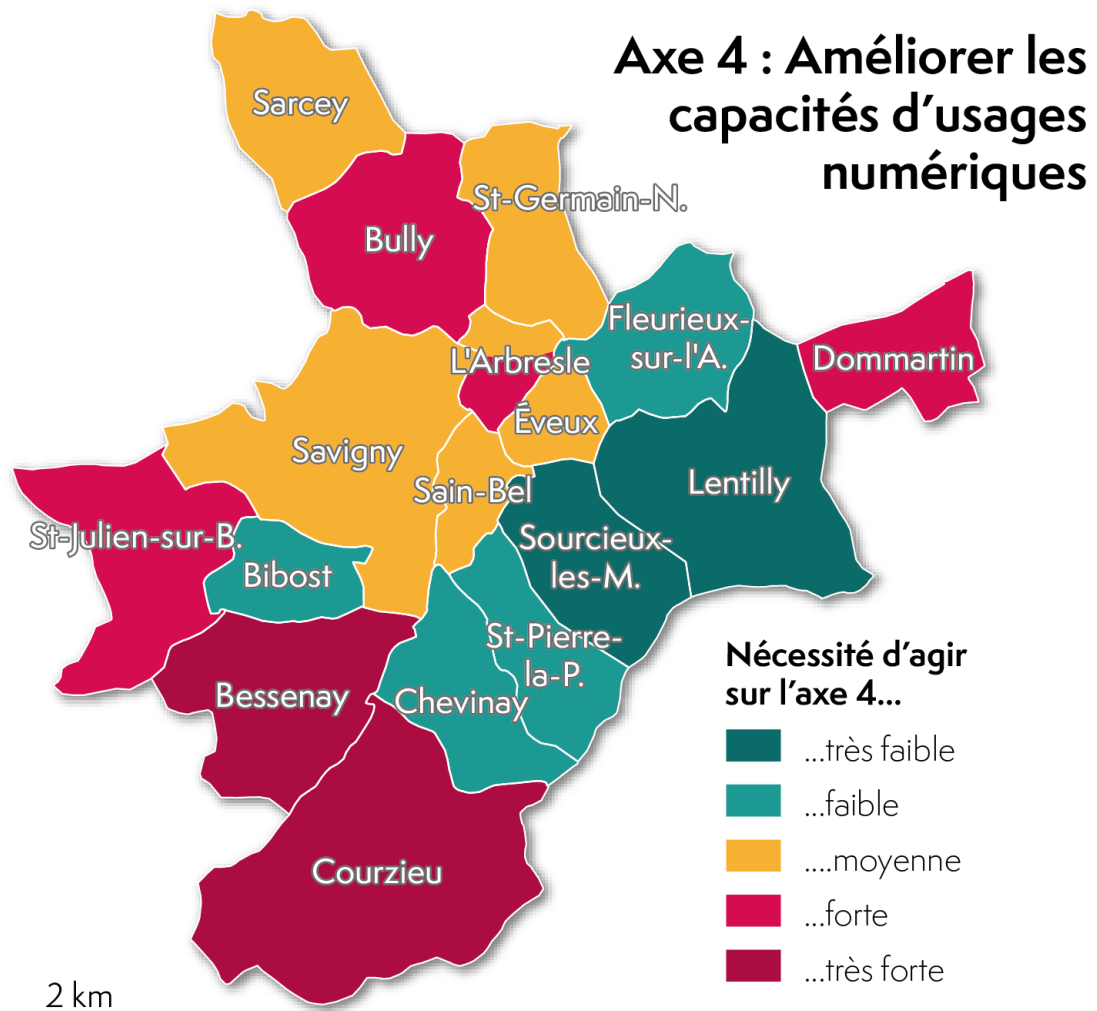 Axe 4 : Améliorer les
capacités d'usages
numériques
Sarcey
St-Germain-N.
Bully
Fleurieux-
sur-l'A.
L'Arbresle
Dommartin
Éveux
Savigny
Sain-Bel
Lentilly
St-Julien-sur-B.
Sourcieux-
les-M.
Bibost
St-Pierre-
la-P.
Bessenay
Chevinay
Courzieu
Nécessité d'agir
sur l'axe 4...
...très faible
...faible
....moyenne
...forte
...très forte
2 km